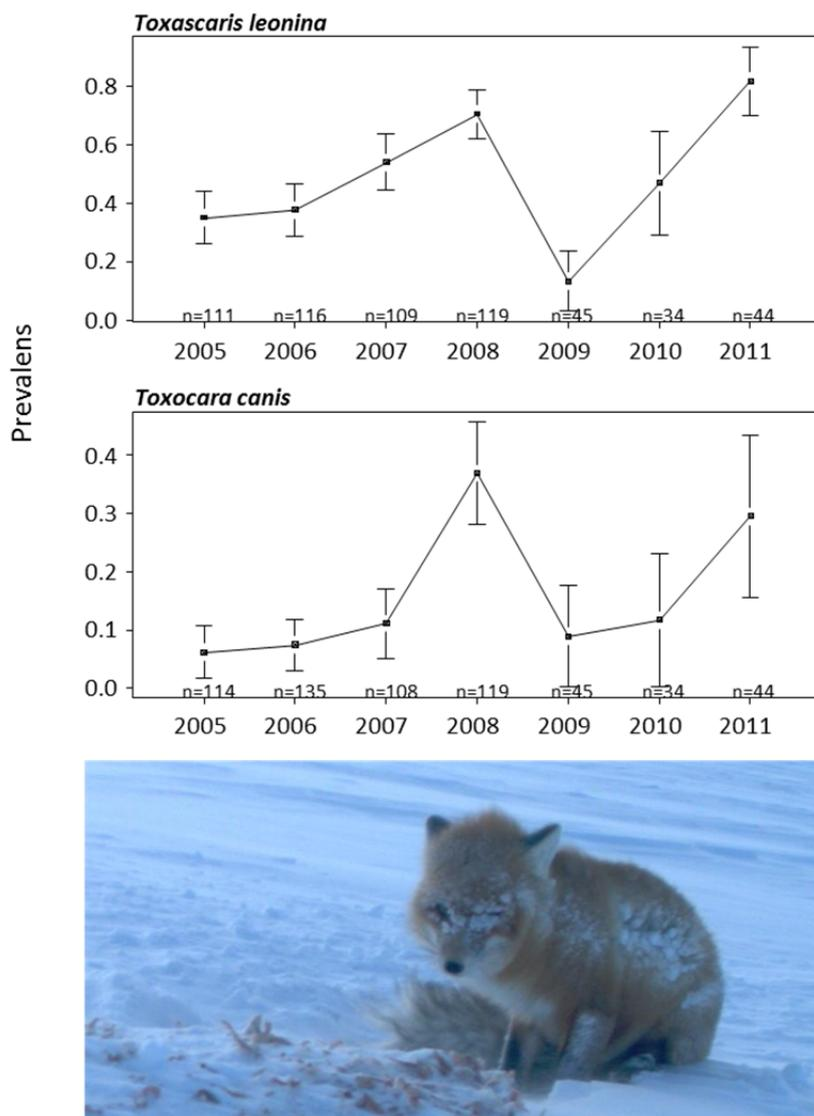 Toxascaris leonina
0.8
0.6
0.4
0.2
0.0
n=111 n=116 n=109 n=119 n=45 n=34 n=44
2005 2006 2007 2008 2009 2010 2011
Prevalens
Toxocara canis
0.4
0.3
0.2
0.1
0.0
n=114 n=135 n=108 n=119 n=45 n=34 n=44
2005 2006 2007 2008 2009 2010 2011